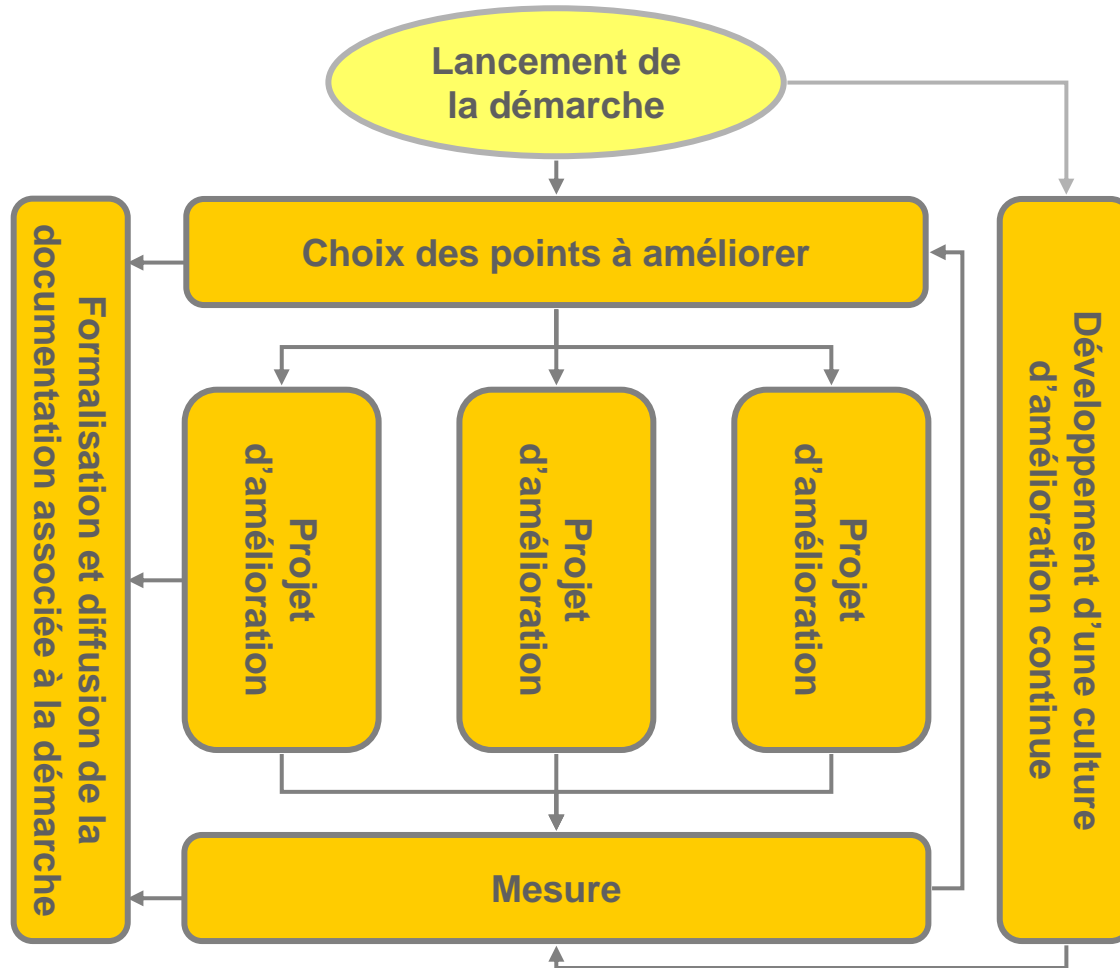 Lancement de
la démarche
Choix des points à améliorer
Formalisation et diffusion de la
documentation associée à la démarche
Projet
d'amélioration
Projet
d'amélioration
Projet
d'amélioration
Développement d'une culture
d'amélioration continue
Mesure